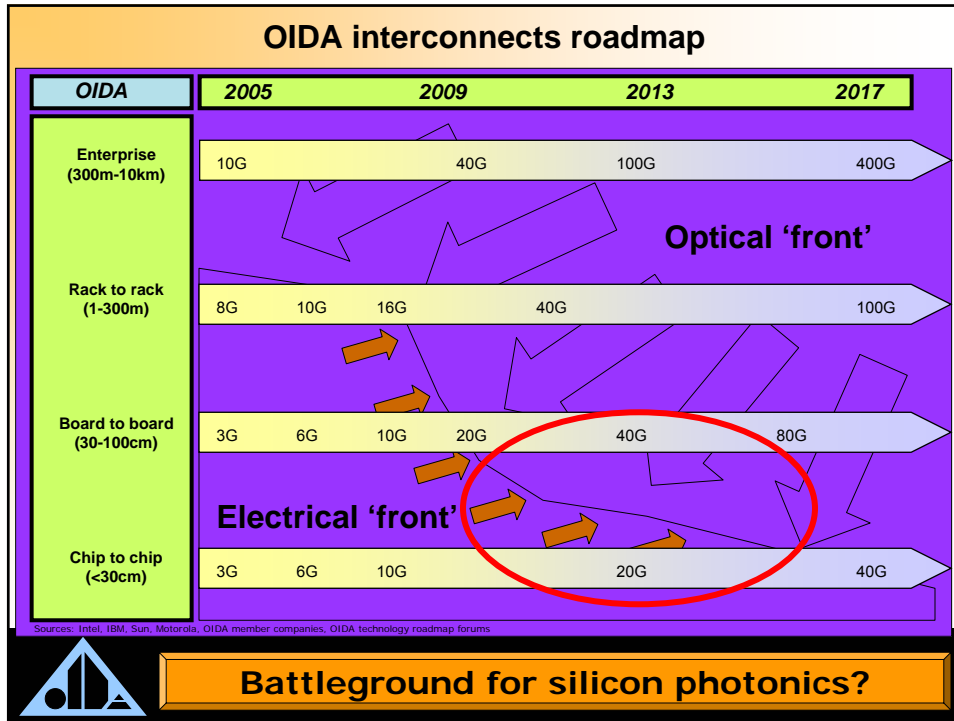 OIDA interconnects roadmap
OIDA 2005 2009 2013 2017
Enterprise
(300m-10km)
10G 40G 100G 400G
Optical ‘front’
Rack to rack
(1-300m)
8G 10G 16G 40G 100G
Board to board
(30-100cm)
3G 6G 10G 20G 40G 80G
Electrical ‘front’
Chip to chip
(<30cm)
3G 6G 10G 20G 40G
Sources: Intel, IBM, Sun, Motorola, OIDA member companies, OIDA technology roadmap forums
Battleground for silicon photonics?